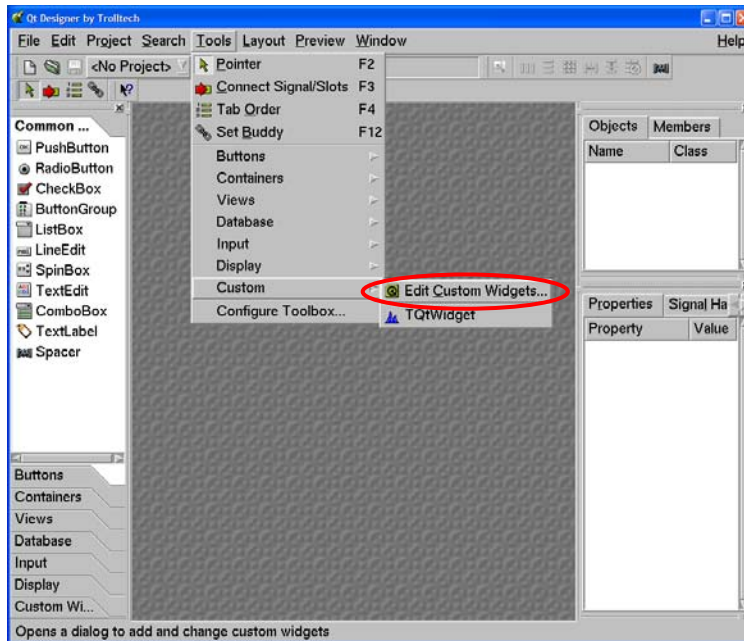 Qt Designer by Trolltech
File Edit Project Search Tools Layout Preview Window Help
<No Project>
Pointer F2
Connect Signal/Slots F3
Tab Order F4
Set Buddy F12
Buttons
Containers
Views
Database
Input
Display
Custom
Configure Toolbox...
Edit Custom Widgets...
TQtWidget
Common ...
PushButton
RadioButton
CheckBox
ButtonGroup
ListBox
LineEdit
SpinBox
TextEdit
ComboBox
TextLabel
Spacer
Buttons
Containers
Views
Database
Input
Display
Custom Wi...
Objects Members
Name Class
Properties Signal Ha
Property Value
Opens a dialog to add and change custom widgets